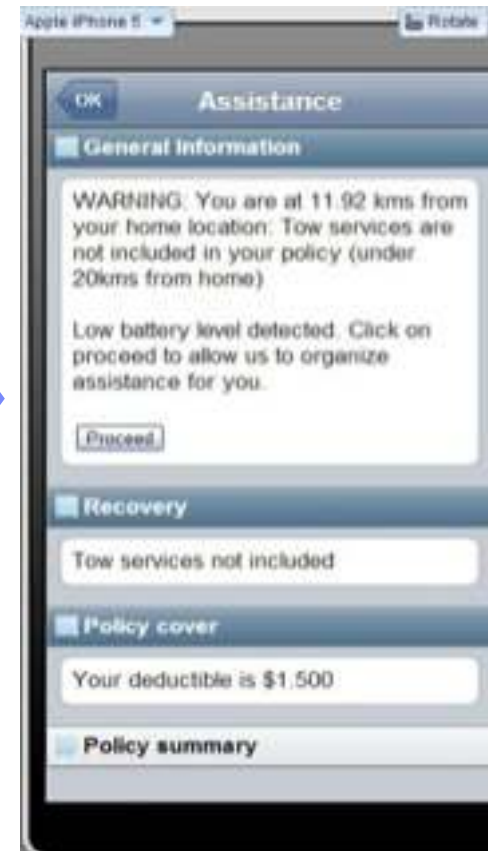 Apple iPhone 5
Rotate
OK
Assistance
General Information
WARNING: You are at 11.92 kms from
your home location: Tow services are
not included in your policy (under
20kms from home)
Low battery level detected. Click on
proceed to allow us to organize
assistance for you.
Proceed
Recovery
Tow services not included
Policy cover
Your deductible is $1.500
Policy summary